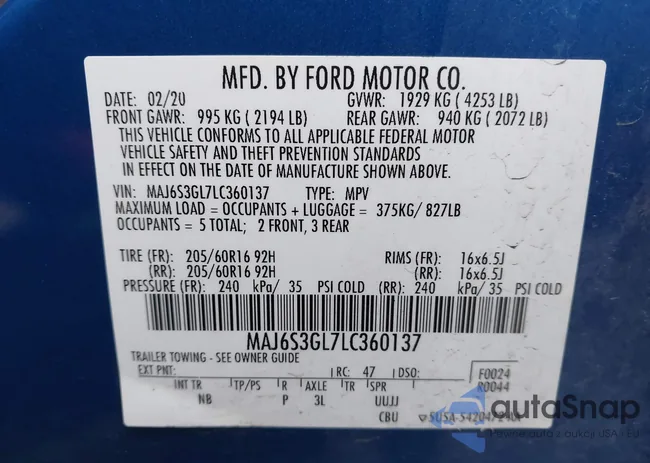 MFD. BY FORD MOTOR CO.
DATE: 02/20 GVWR: 1929 KG ( 4253 LB)
FRONT GAWR: 995 KG ( 2194 LB) REAR GAWR: 940 KG ( 2072 LB)
THIS VEHICLE CONFORMS TO ALL APPLICABLE FEDERAL MOTOR
VEHICLE SAFETY AND THEFT PREVENTION STANDARDS
IN EFFECT ON THE DATE OF MANUFACTURE SHOWN ABOVE.
VIN: MAJ6S3GL7LC360137 TYPE: MPV
MAXIMUM LOAD = OCCUPANTS + LUGGAGE = 375KG/ 827LB
OCCUPANTS = 5 TOTAL; 2 FRONT, 3 REAR
TIRE (FR): 205/60R16 92H RIMS (FR): 16x6.5J
(RR): 205/60R16 92H (RR): 16x6.5J
PRESSURE (FR): 240 kPa/ 35 PSI COLD (RR): 240 kPa/ 35 PSI COLD
MAJ6S3GL7LC360137
TRAILER TOWING - SEE OWNER GUIDE
EXT PNT: RC: 47 DSO: F0024
R0044
INT TR TP/PS R AXLE TR SPR
NB P 3L UUJJ
CBU
autoSnap
Pewne auta z aukcji USA i EU